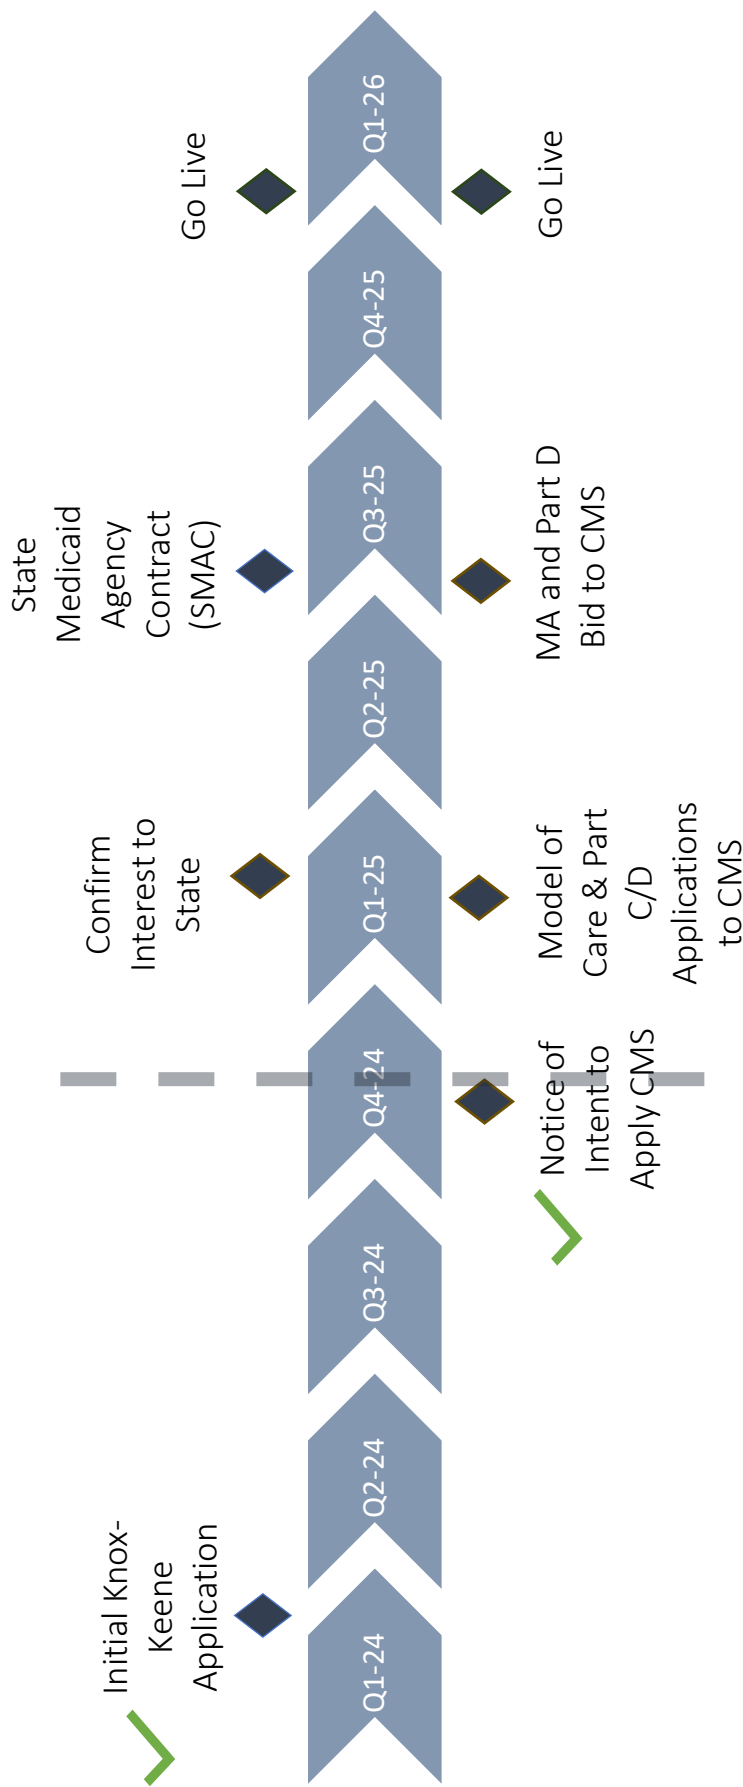 Initial Knox-
Keene
Application
Confirm
Interest to
State
State
Medicaid
Agency
Contract
(SMAC)
Go Live
Q1-24
Q2-24
Q3-24
Q4-24
Q1-25
Q2-25
Q3-25
Q4-25
Q1-26
Notice of
Intent to
Apply CMS
Model of
Care & Part
C/D
Applications
to CMS
MA and Part D
Bid to CMS
Go Live